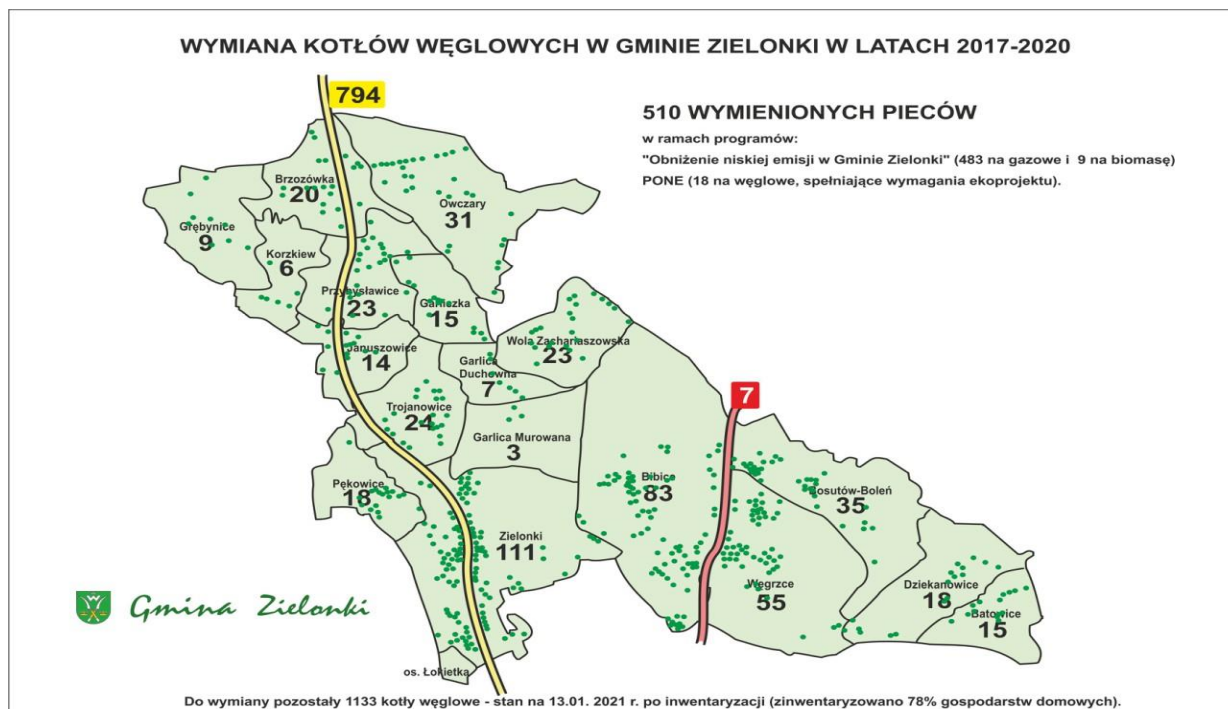 WYMIANA KOTŁÓW WĘGLOWYCH W GMINIE ZIELONKI W LATACH 2017-2020
794
510 WYMIENIONYCH PIECÓW
w ramach programów:
"Obniżenie niskiej emisji w Gminie Zielonki" (483 na gazowe i 9 na biomasę)
PONE (18 na węglowe, spełniające wymagania ekoprojektu).
Brzozówka
20
Owczary
31
Grębynice
9
Korzkiew
6
Przybysławice
23
Garliczka
15
Januszowice
14
Wola Zachariaszowska
23
Garlica
Duchowna
7
7
Trojanowice
24
Garlica Murowana
3
Pękowice
18
Bibice
83
Bosutów-Boleń
35
Zielonki
111
Węgrzce
55
Dziekanowice
18
Batowice
15
Gmina Zielonki
os. Łokietka
Do wymiany pozostały 1133 kotły węglowe - stan na 13.01. 2021 r. po inwentaryzacji (zinwentaryzowano 78% gospodarstw domowych).